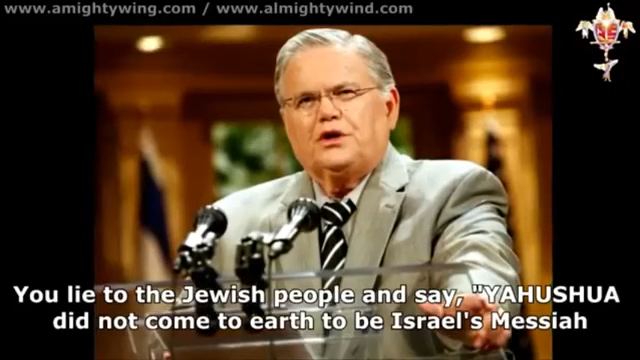 www.amightywing.com / www.almightywind.com
You lie to the Jewish people and say, "YAHUSHUA
did not come to earth to be Israel's Messiah